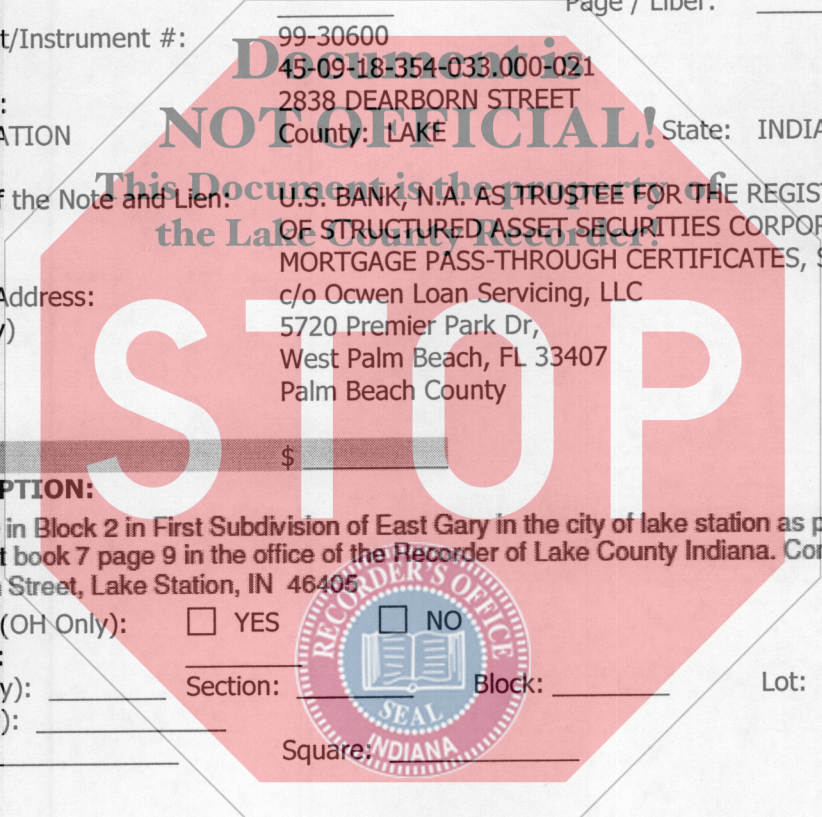 Page / Liber:
t/Instrument #: 99-30600
Document is
45-09-18-354-033.000-021
: 2838 DEARBORN STREET
NOT OFFICIAL!
ATION County: LAKE State: INDIA
This Document is the property of
f the Note and Lien: U.S. BANK, N.A. AS TRUSTEE FOR THE REGIST
the Lake County Recorder!
OF STRUCTURED ASSET SECURITIES CORPOR
MORTGAGE PASS-THROUGH CERTIFICATES, S
Address: c/o Ocwen Loan Servicing, LLC
y) 5720 Premier Park Dr,
West Palm Beach, FL 33407
Palm Beach County
STOP
$
PTION:
in Block 2 in First Subdivision of East Gary in the city of lake station as p
t book 7 page 9 in the office of the Recorder of Lake County Indiana. Co
Street, Lake Station, IN 46405
(OH Only): YES NO
:
y): Section: Block: Lot:
):
Square:
RECORDER'S OFFICE
SEAL
INDIANA